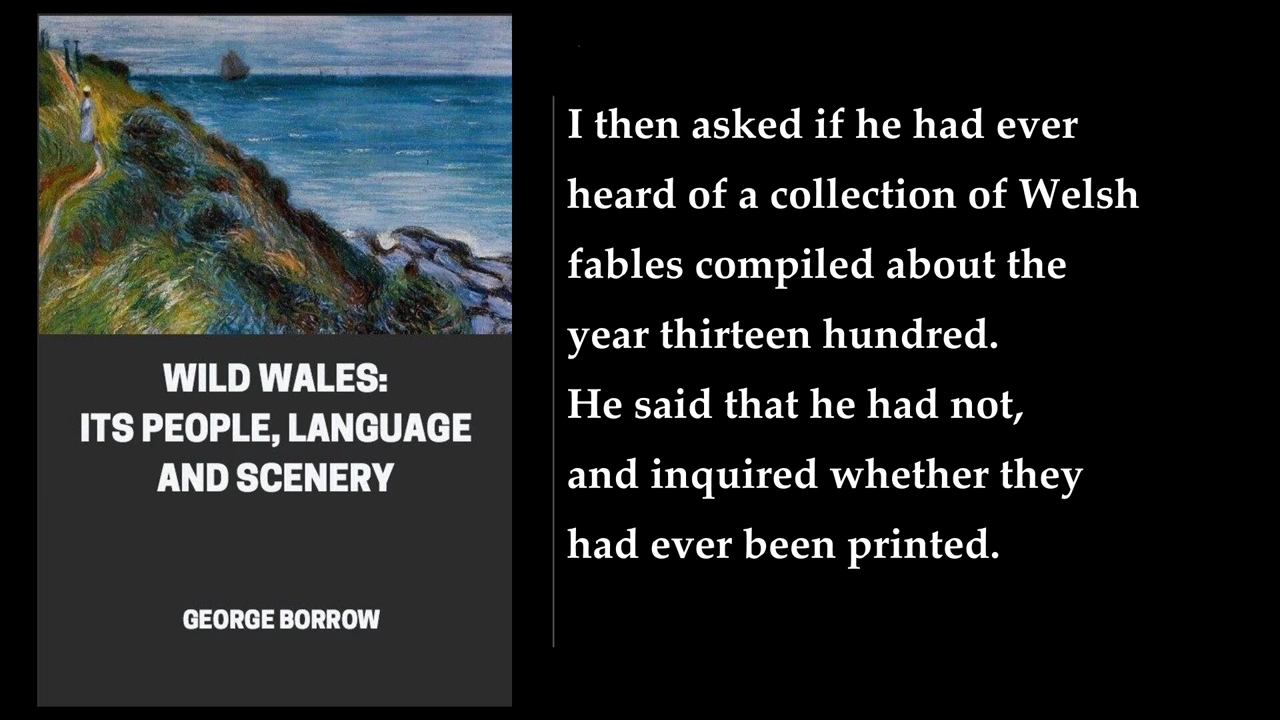 WILD WALES:
ITS PEOPLE, LANGUAGE
AND SCENERY
GEORGE BORROW
I then asked if he had ever
heard of a collection of Welsh
fables compiled about the
year thirteen hundred.
He said that he had not,
and inquired whether they
had ever been printed.